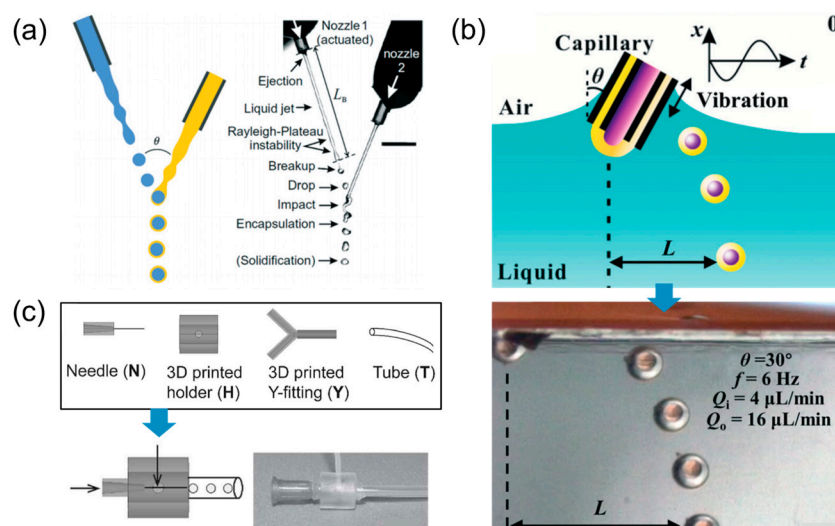 (a)
θ
Nozzle 1
(actuated)
nozzle
2
Ejection
L_B
Liquid jet
Rayleigh-Plateau
instability
Breakup
Drop
Impact
Encapsulation
(Solidification)
(b)
0
x
Capillary
t
θ
Vibration
Air
L
Liquid
θ =30°
f = 6 Hz
Q_i = 4 μL/min
Q_o = 16 μL/min
L
(c)
Needle (N)
3D printed
holder (H)
3D printed
Y-fitting (Y)
Tube (T)